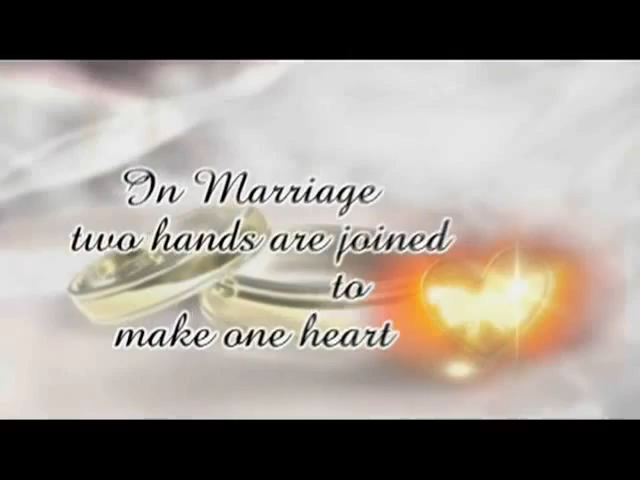 In Marriage
two hands are joined
to
make one heart